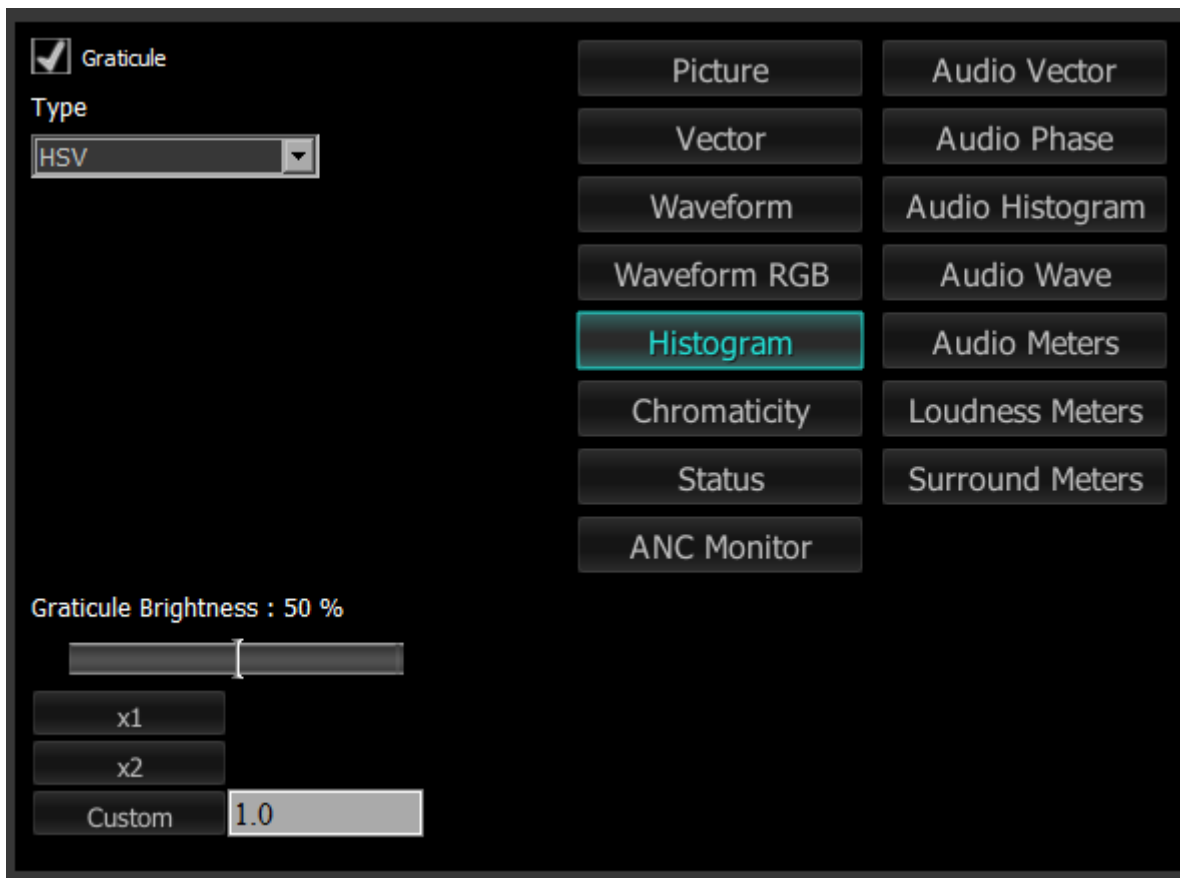 Graticule
Type
HSV
Picture
Vector
Waveform
Waveform RGB
Histogram
Chromaticity
Status
ANC Monitor
Audio Vector
Audio Phase
Audio Histogram
Audio Wave
Audio Meters
Loudness Meters
Surround Meters
Graticule Brightness : 50 %
x1
x2
Custom
1.0